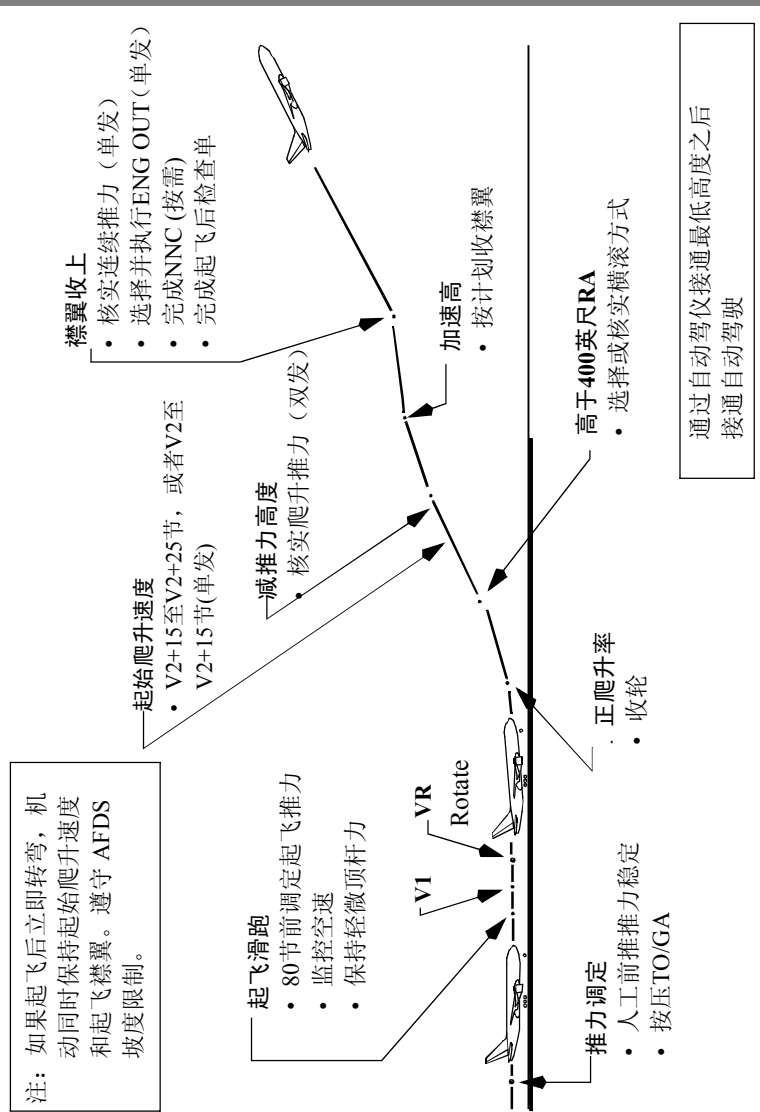 注：如果起飞后立即转弯，机
动同时保持起始爬升速度
和起飞襟翼。遵守 AFDS
坡度限制。
起飞滑跑
• 80节前调定起飞推力
• 监控空速
• 保持轻微顶杆力
V1
VR
Rotate
推力调定
• 人工前推推力稳定
• 按压TO/GA
起始爬升速度
• V2+15至V2+25节，或者V2至
V2+15节(单发)
减推力高度
• 核实爬升推力（双发）
正爬升率
• 收轮
襟翼收上
• 核实连续推力（单发）
• 选择并执行ENG OUT（单发）
• 完成NNC (按需)
• 完成起飞后检查单
加速高
• 按计划收襟翼
高于400英尺RA
• 选择或核实横滚方式
通过自动驾仪接通最低高度之后
接通自动驾驶